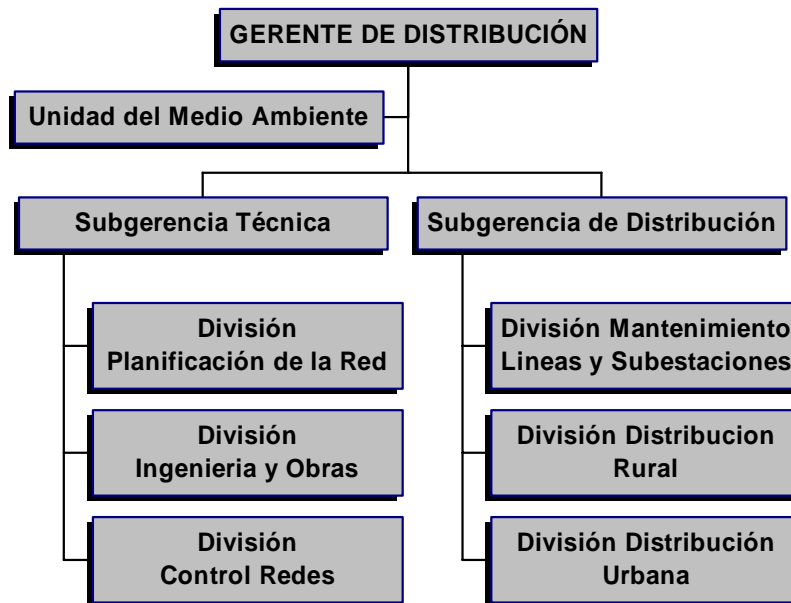 GERENTE DE DISTRIBUCIÓN
Unidad del Medio Ambiente
Subgerencia Técnica
Subgerencia de Distribución
División
Planificación de la Red
División
Ingenieria y Obras
División
Control Redes
División Mantenimiento
Lineas y Subestaciones
División Distribucion
Rural
División Distribución
Urbana